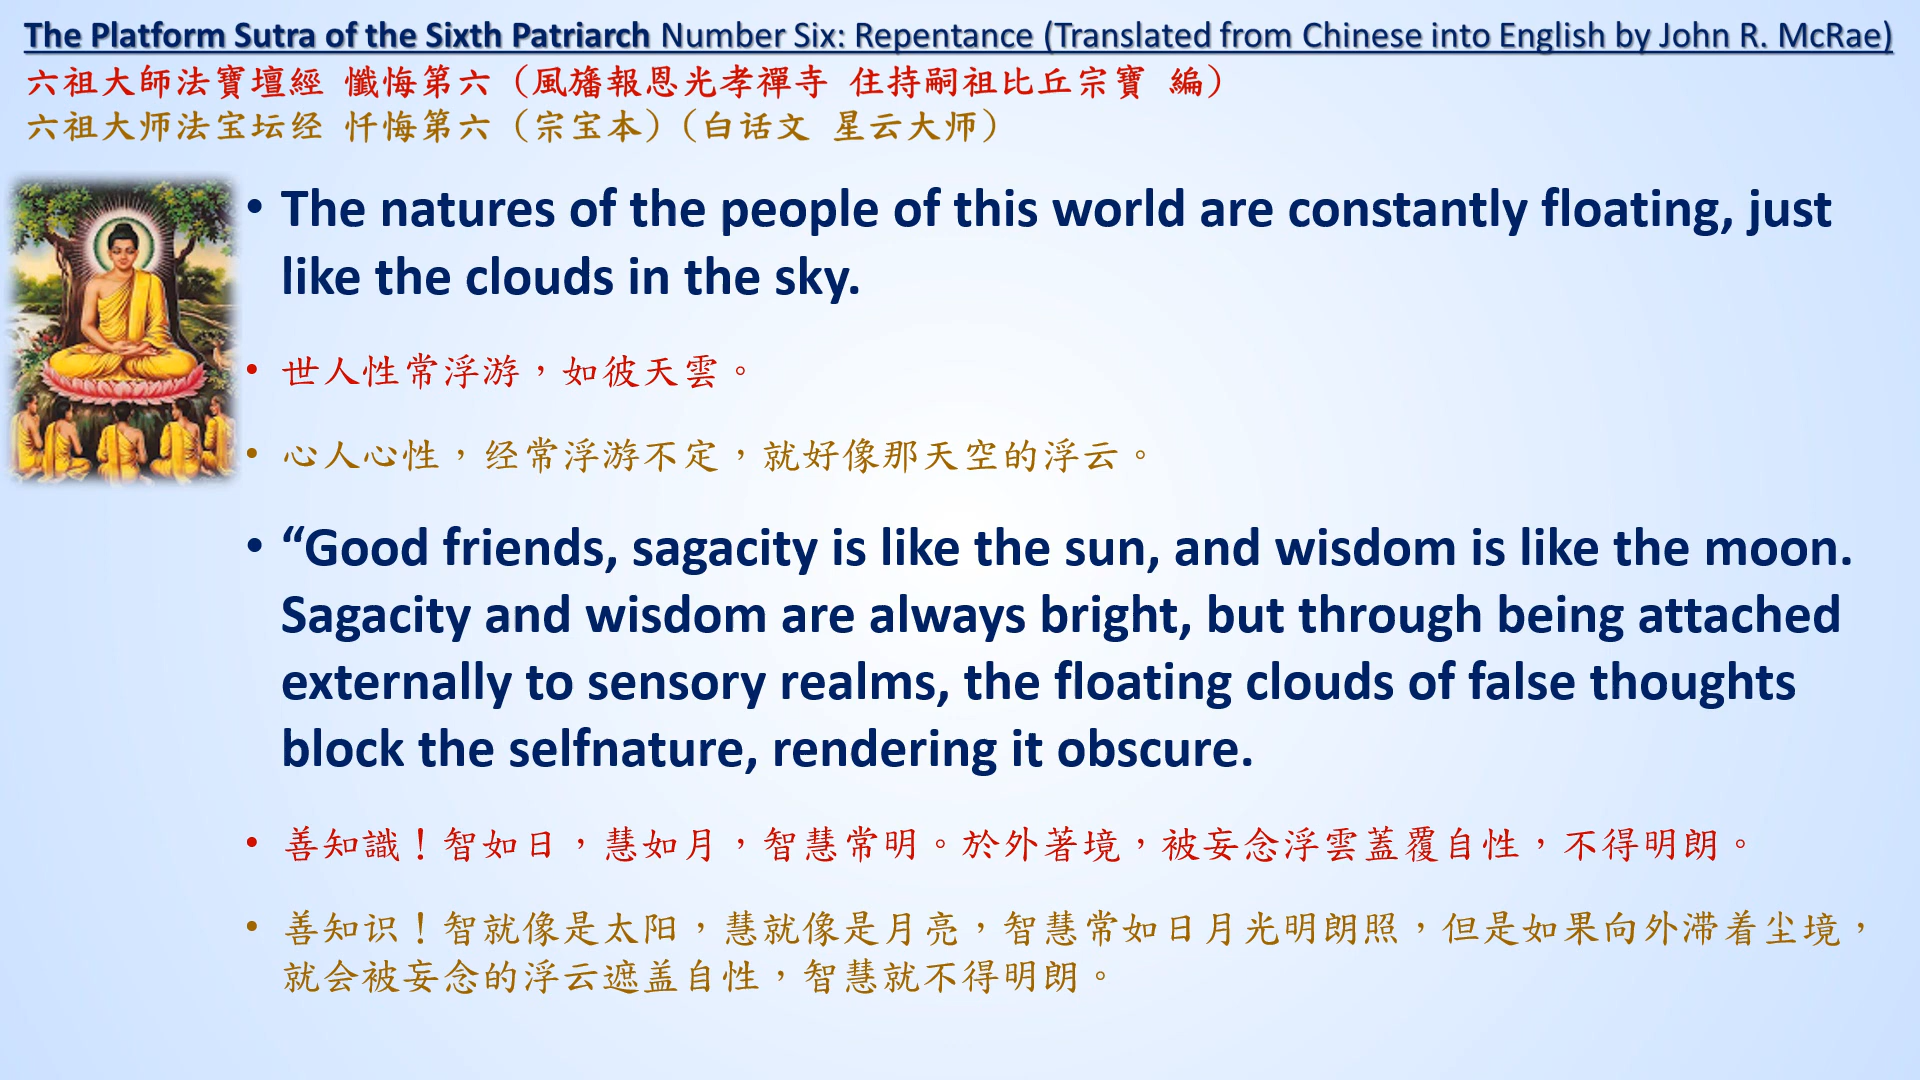 The Platform Sutra of the Sixth Patriarch Number Six: Repentance (Translated from Chinese into English by John R. McRae)
六祖大師法寶壇經 懺悔第六（風旛報恩光孝禪寺 住持嗣祖比丘宗寶 編）
六祖大师法宝坛经 忏悔第六（宗宝本）（白话文 星云大师）
• The natures of the people of this world are constantly floating, just
like the clouds in the sky.
• 世人性常浮游，如彼天雲。
• 心人心性，经常浮游不定，就好像那天空的浮云。
• “Good friends, sagacity is like the sun, and wisdom is like the moon.
Sagacity and wisdom are always bright, but through being attached
externally to sensory realms, the floating clouds of false thoughts
block the selfnature, rendering it obscure.
• 善知識！智如日，慧如月，智慧常明。於外著境，被妄念浮雲蓋覆自性，不得明朗。
• 善知识！智就像是太阳，慧就像是月亮，智慧常如日月光明朗照，但是如果向外滞着尘境，
就会被妄念的浮云遮盖自性，智慧就不得明朗。